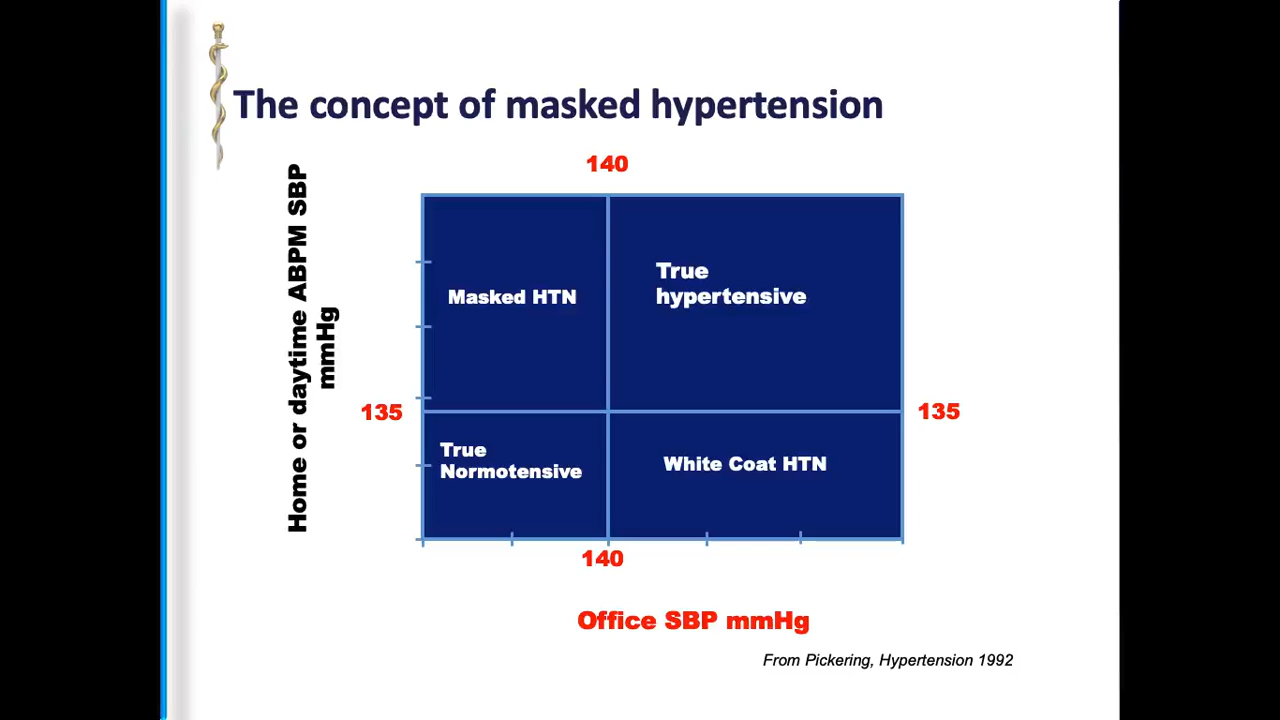 The concept of masked hypertension
140
Home or daytime ABPM SBP
mmHg
Masked HTN
True
hypertensive
135
135
True
Normotensive
White Coat HTN
140
Office SBP mmHg
From Pickering, Hypertension 1992